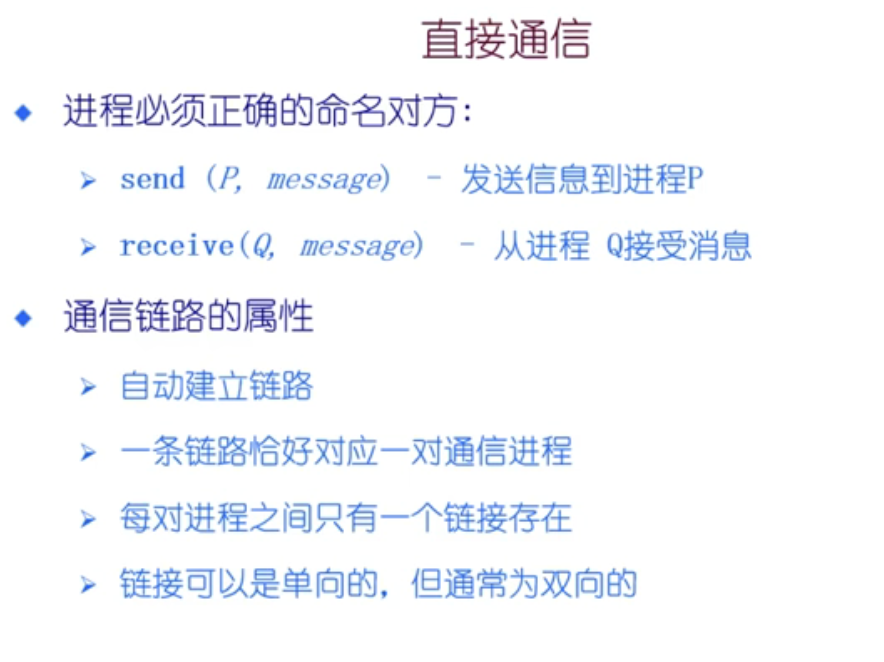 直接通信
进程必须正确的命名对方：
send (P, message) - 发送信息到进程P
receive(Q, message) - 从进程 Q接受消息
通信链路的属性
自动建立链路
一条链路恰好对应一对通信进程
每对进程之间只有一个链接存在
链接可以是单向的，但通常为双向的